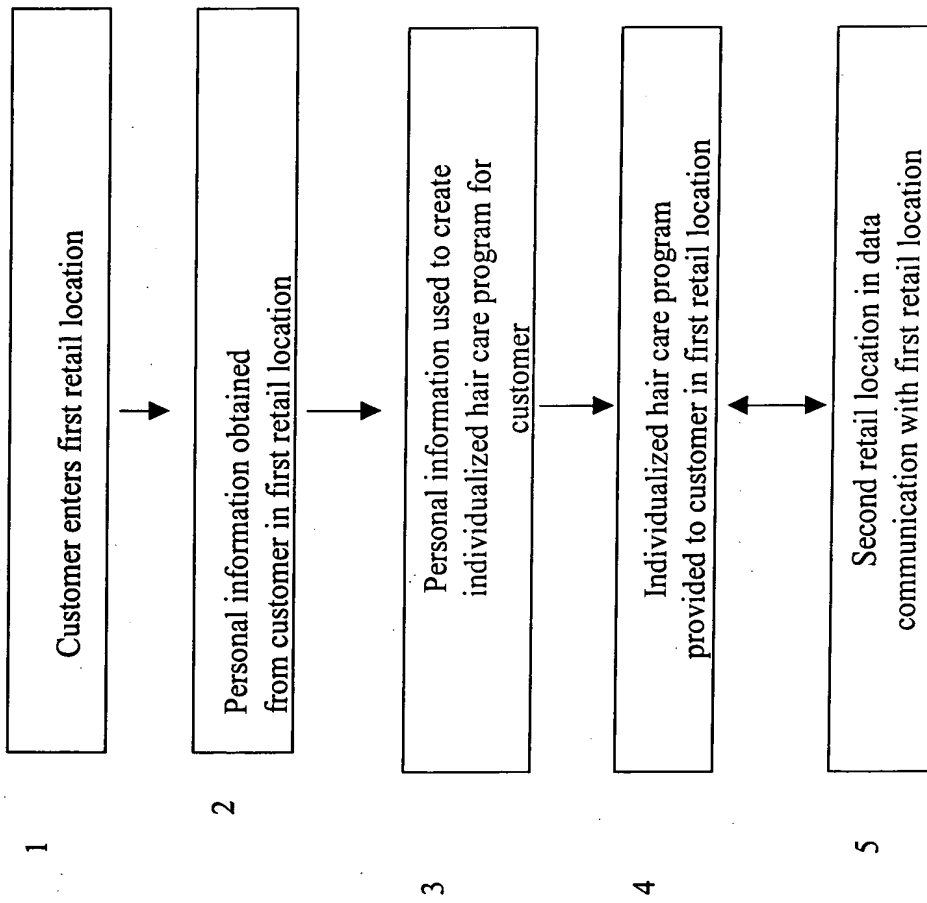 1
Customer enters first retail location
2
Personal information obtained
from customer in first retail location
3
Personal information used to create
individualized hair care program for
customer
4
Individualized hair care program
provided to customer in first retail location
5
Second retail location in data
communication with first retail location